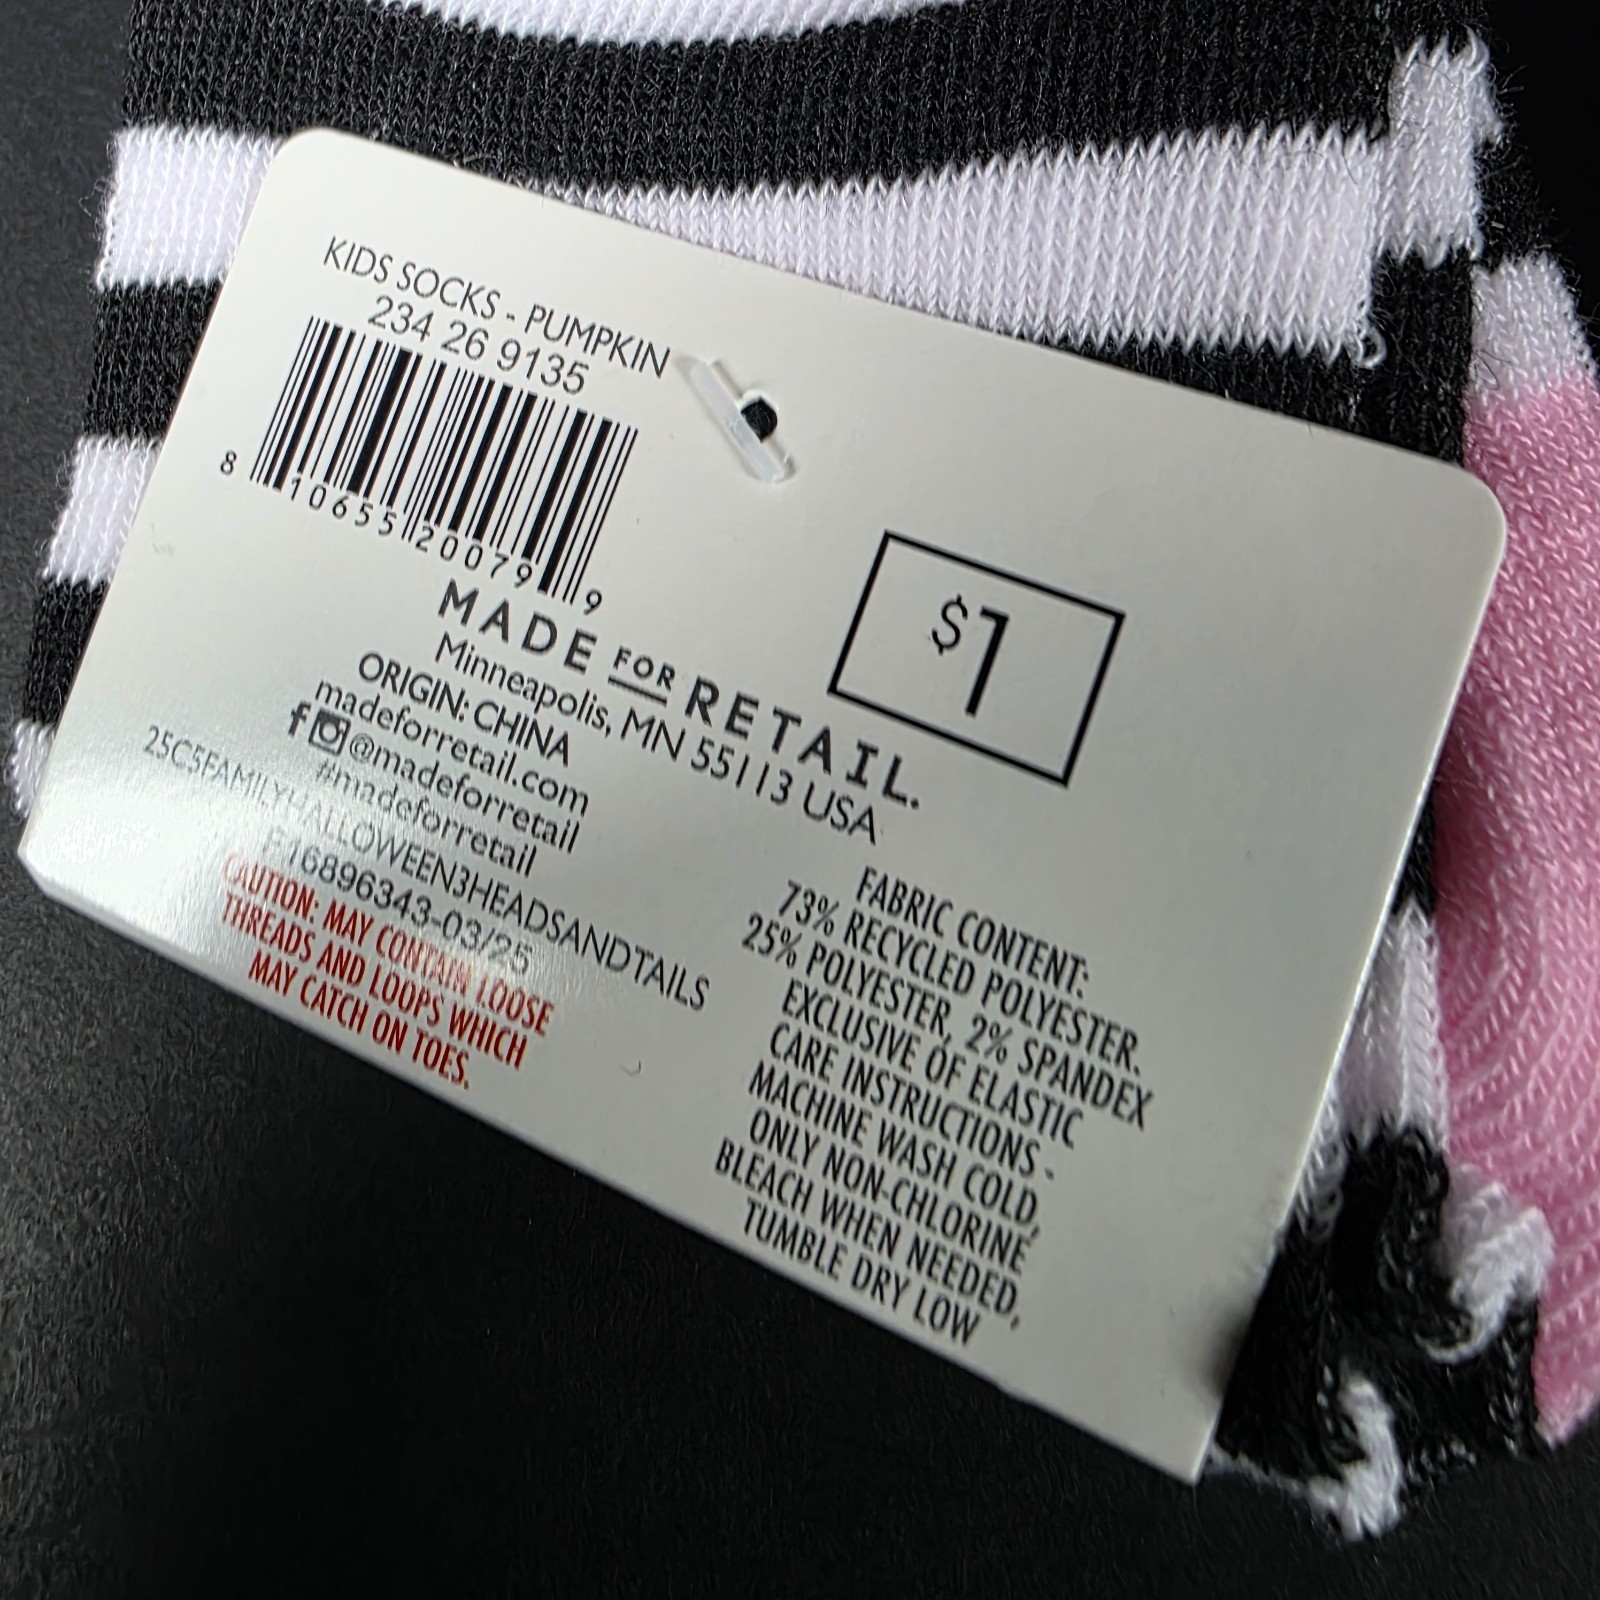 KIDS SOCKS - PUMPKIN
234 26 9135
8 10655 20079 9
MADE FOR RETAIL.
Minneapolis, MN 55113 USA
ORIGIN: CHINA
madeforretail.com
@madeforretail
#madeforretail
25C5FAMILYHALLOWEEN3HEADSANDTAILS
F16896343-03/25
CAUTION: MAY CONTAIN LOOSE
THREADS AND LOOPS WHICH
MAY CATCH ON TOES.
$1
FABRIC CONTENT:
73% RECYCLED POLYESTER.
25% POLYESTER, 2% SPANDEX
EXCLUSIVE OF ELASTIC
CARE INSTRUCTIONS -
MACHINE WASH COLD,
ONLY NON-CHLORINE
BLEACH WHEN NEEDED,
TUMBLE DRY LOW